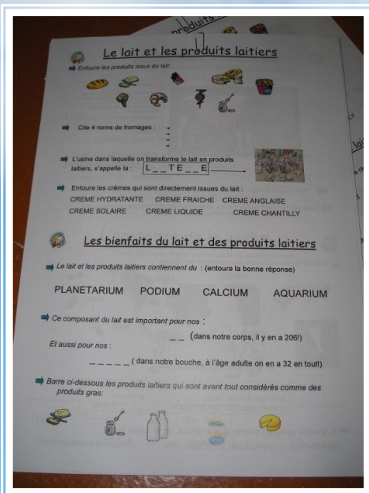 produits
Le lait et les produits laitiers
Entoure les produits issus du lait:
Cite 4 noms de fromages :
-
-
-
-
L'usine dans laquelle on transforme le lait en produits
laitiers, s'appelle la : L _ _ TE _ _ E
Entoure les crèmes qui sont directement issues du lait :
CREME HYDRATANTE CREME FRAICHE CREME ANGLAISE
CREME SOLAIRE CREME LIQUIDE CREME CHANTILLY
Les bienfaits du lait et des produits laitiers
Le lait et les produits laitiers contiennent du : (entoure la bonne réponse)
PLANETARIUM PODIUM CALCIUM AQUARIUM
Ce composant du lait est important pour nos :
_ _ (dans notre corps, il y en a 206!)
Et aussi pour nos :
_ _ _ _ _ ( dans notre bouche, à l'âge adulte on en a 32 en tout!)
Barre ci-dessous les produits laitiers qui sont avant tout considérés comme des
produits gras: